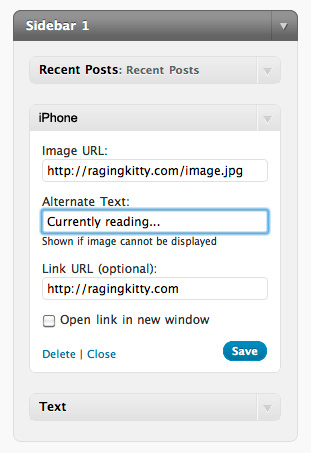 Sidebar 1
Recent Posts: Recent Posts
iPhone
Image URL:
http://ragingkitty.com/image.jpg
Alternate Text:
Currently reading...
Shown if image cannot be displayed
Link URL (optional):
http://ragingkitty.com
Open link in new window
Delete | Close Save
Text